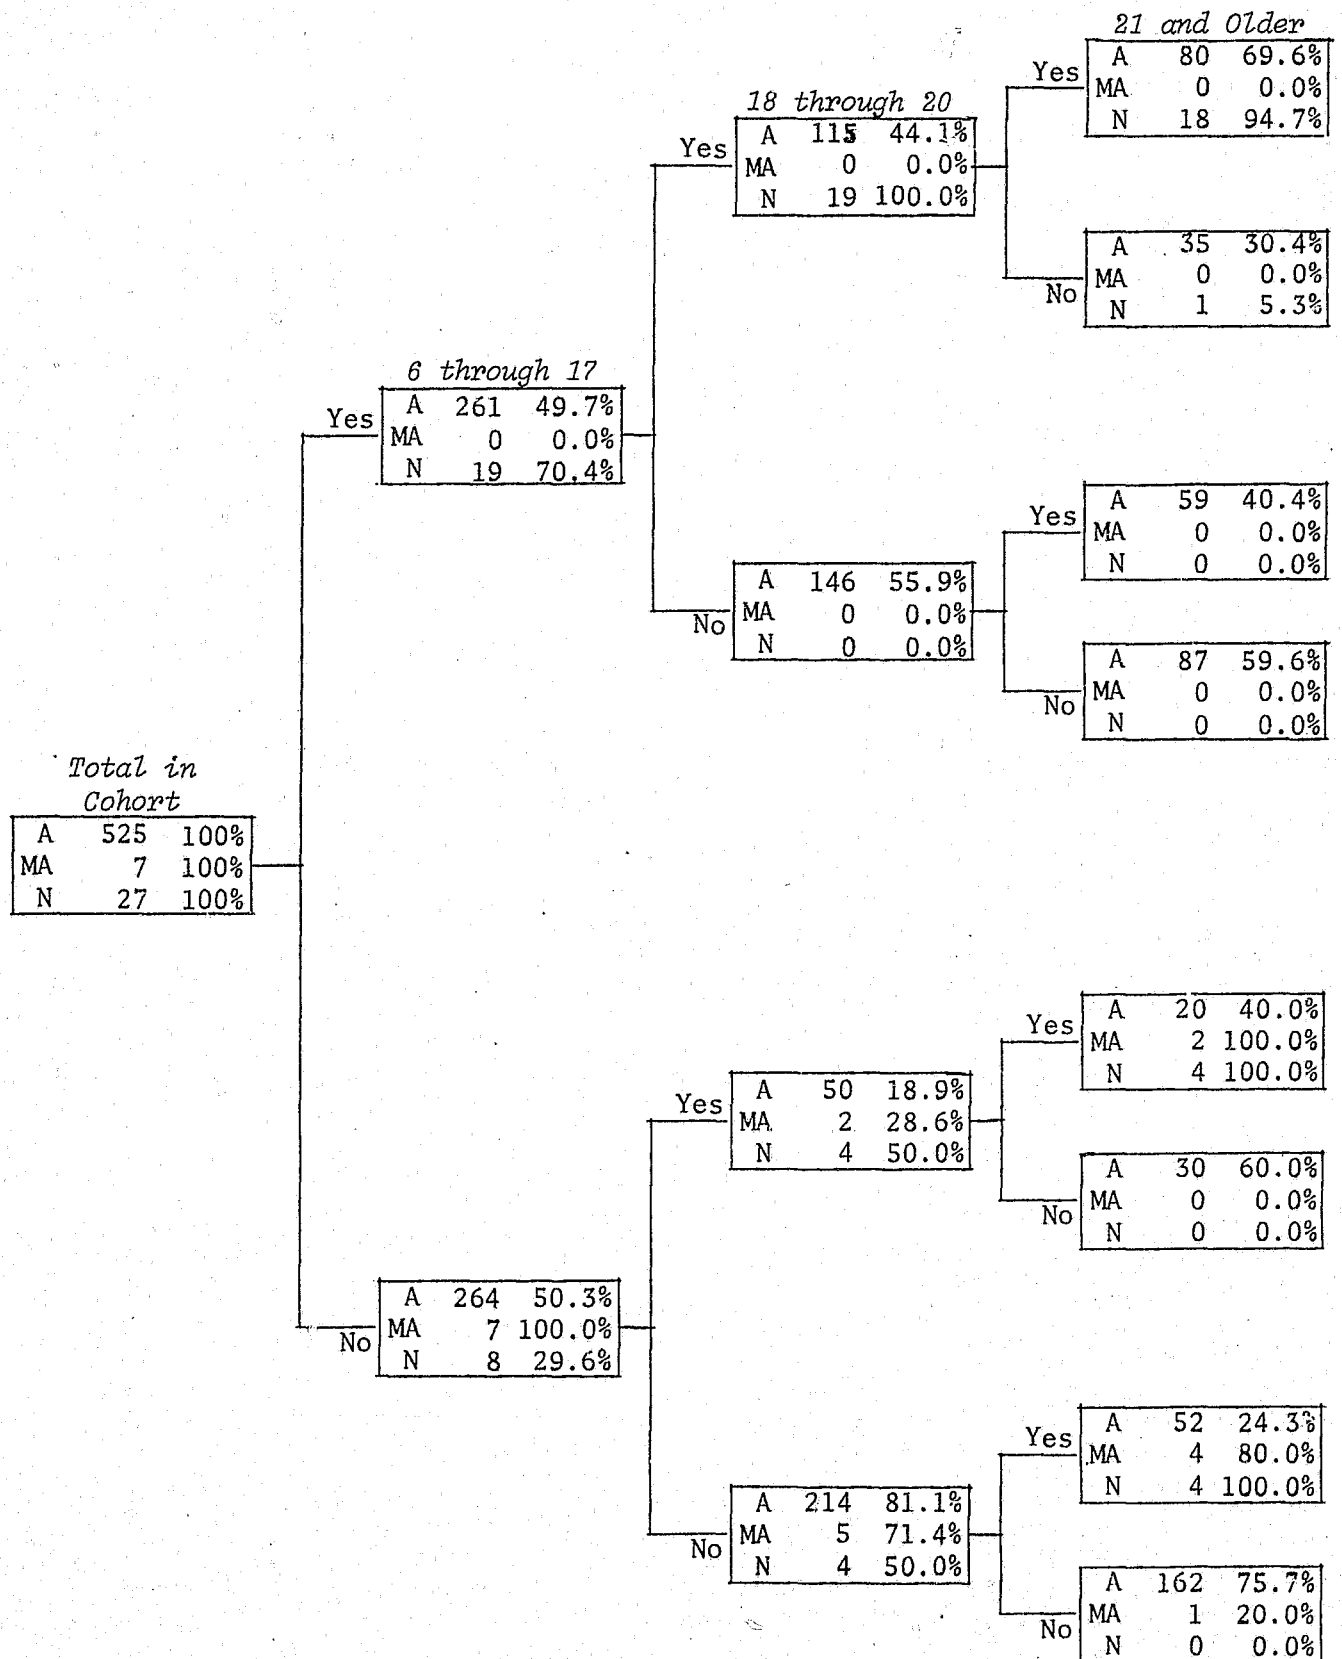 21 and Older
Yes
A 80 69.6%
MA 0 0.0%
N 18 94.7%
18 through 20
Yes
A 115 44.1%
MA 0 0.0%
N 19 100.0%
No
A 35 30.4%
MA 0 0.0%
N 1 5.3%
6 through 17
Yes
A 261 49.7%
MA 0 0.0%
N 19 70.4%
Yes
A 59 40.4%
MA 0 0.0%
N 0 0.0%
No
A 146 55.9%
MA 0 0.0%
N 0 0.0%
No
A 87 59.6%
MA 0 0.0%
N 0 0.0%
Total in
Cohort
A 525 100%
MA 7 100%
N 27 100%
Yes
A 20 40.0%
MA 2 100.0%
N 4 100.0%
Yes
A 50 18.9%
MA 2 28.6%
N 4 50.0%
No
A 30 60.0%
MA 0 0.0%
N 0 0.0%
No
A 264 50.3%
MA 7 100.0%
N 8 29.6%
Yes
A 52 24.3%
MA 4 80.0%
N 4 100.0%
No
A 214 81.1%
MA 5 71.4%
N 4 50.0%
No
A 162 75.7%
MA 1 20.0%
N 0 0.0%